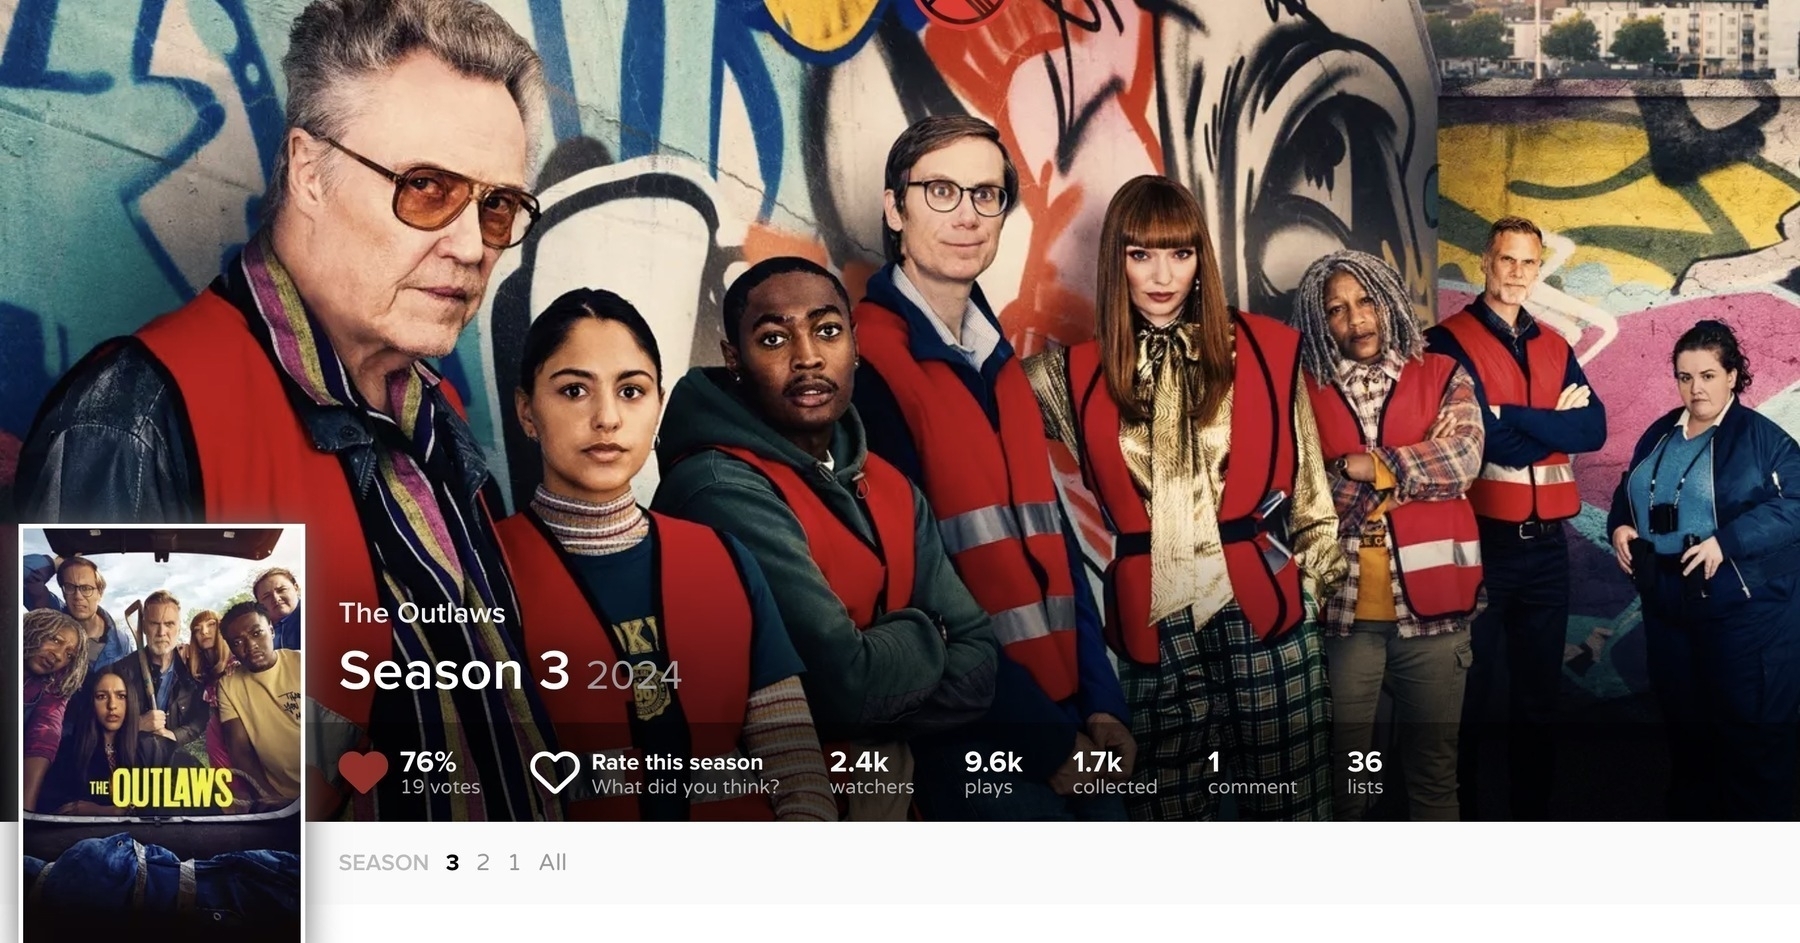 The Outlaws
Season 3 2024
76%
19 votes
Rate this season
What did you think?
2.4k
watchers
9.6k
plays
1.7k
collected
1
comment
36
lists
THE OUTLAWS
SEASON 3 2 1 All